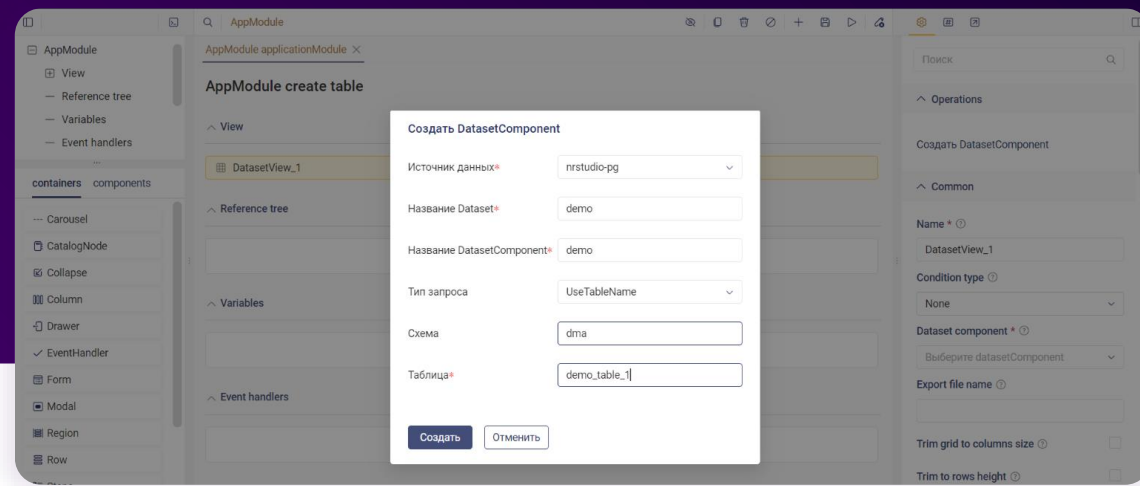 AppModule
AppModule
View
Reference tree
Variables
Event handlers
containers components
Carousel
CatalogNode
Collapse
Column
Drawer
EventHandler
Form
Modal
Region
Row
AppModule applicationModule
AppModule create table
View
DatasetView_1
Reference tree
Variables
Event handlers
Создать DatasetComponent
Источник данных* nrstudio-pg
Название Dataset* demo
Название DatasetComponent* demo
Тип запроса UseTableName
Схема dma
Таблица* demo_table_1
Создать Отменить
Поиск
Operations
Создать DatasetComponent
Common
Name *
DatasetView_1
Condition type
None
Dataset component *
Выберите datasetComponent
Export file name
Trim grid to columns size
Trim to rows height